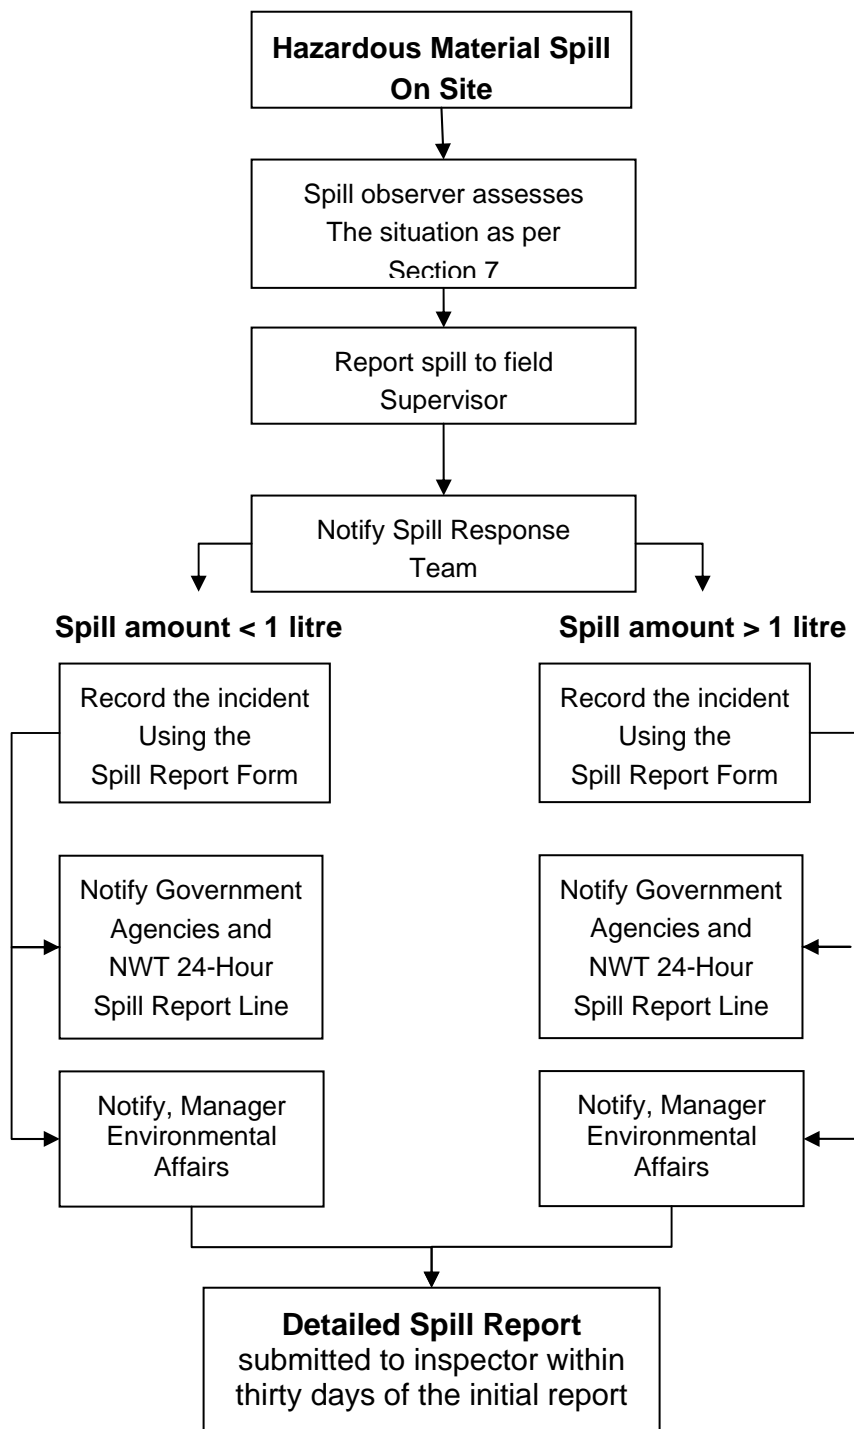 Hazardous Material Spill
On Site
Spill observer assesses
The situation as per
Section 7
Report spill to field
Supervisor
Notify Spill Response
Team
Spill amount < 1 litre
Spill amount > 1 litre
Record the incident
Using the
Spill Report Form
Record the incident
Using the
Spill Report Form
Notify Government
Agencies and
NWT 24-Hour
Spill Report Line
Notify Government
Agencies and
NWT 24-Hour
Spill Report Line
Notify, Manager
Environmental
Affairs
Notify, Manager
Environmental
Affairs
Detailed Spill Report
submitted to inspector within
thirty days of the initial report